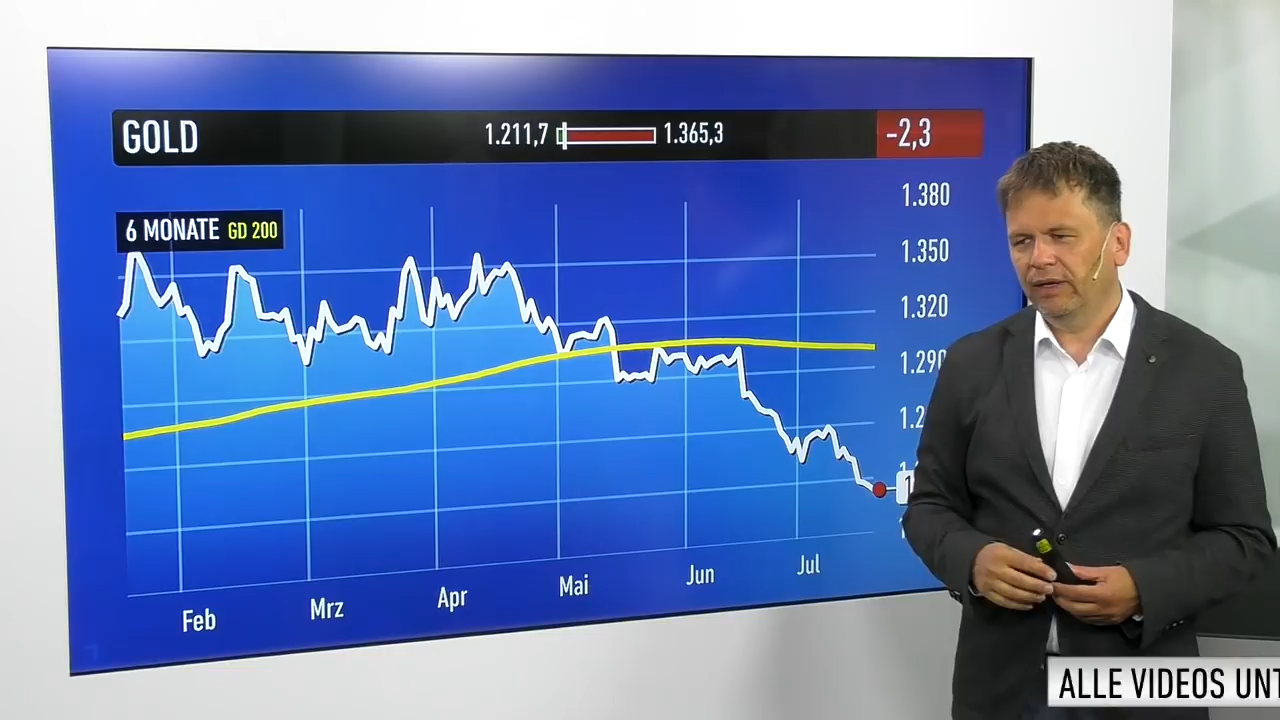 GOLD 1.211,7 1.365,3 -2,3
6 MONATE GD 200
1.380
1.350
1.320
1.290
Feb Mrz Apr Mai Jun Jul
ALLE VIDEOS